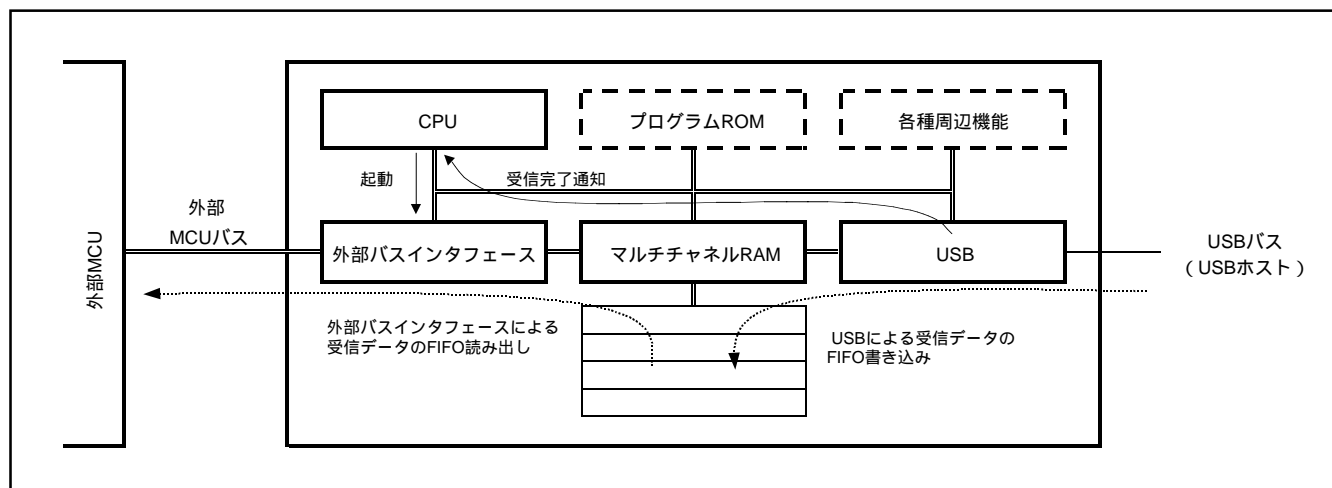 CPU
プログラムROM
各種周辺機能
起動
受信完了通知
外部
MCUバス
外部MCU
外部バスインタフェース
マルチチャネルRAM
USB
USBバス
（USBホスト）
外部バスインタフェースによる
受信データのFIFO読み出し
USBによる受信データの
FIFO書き込み